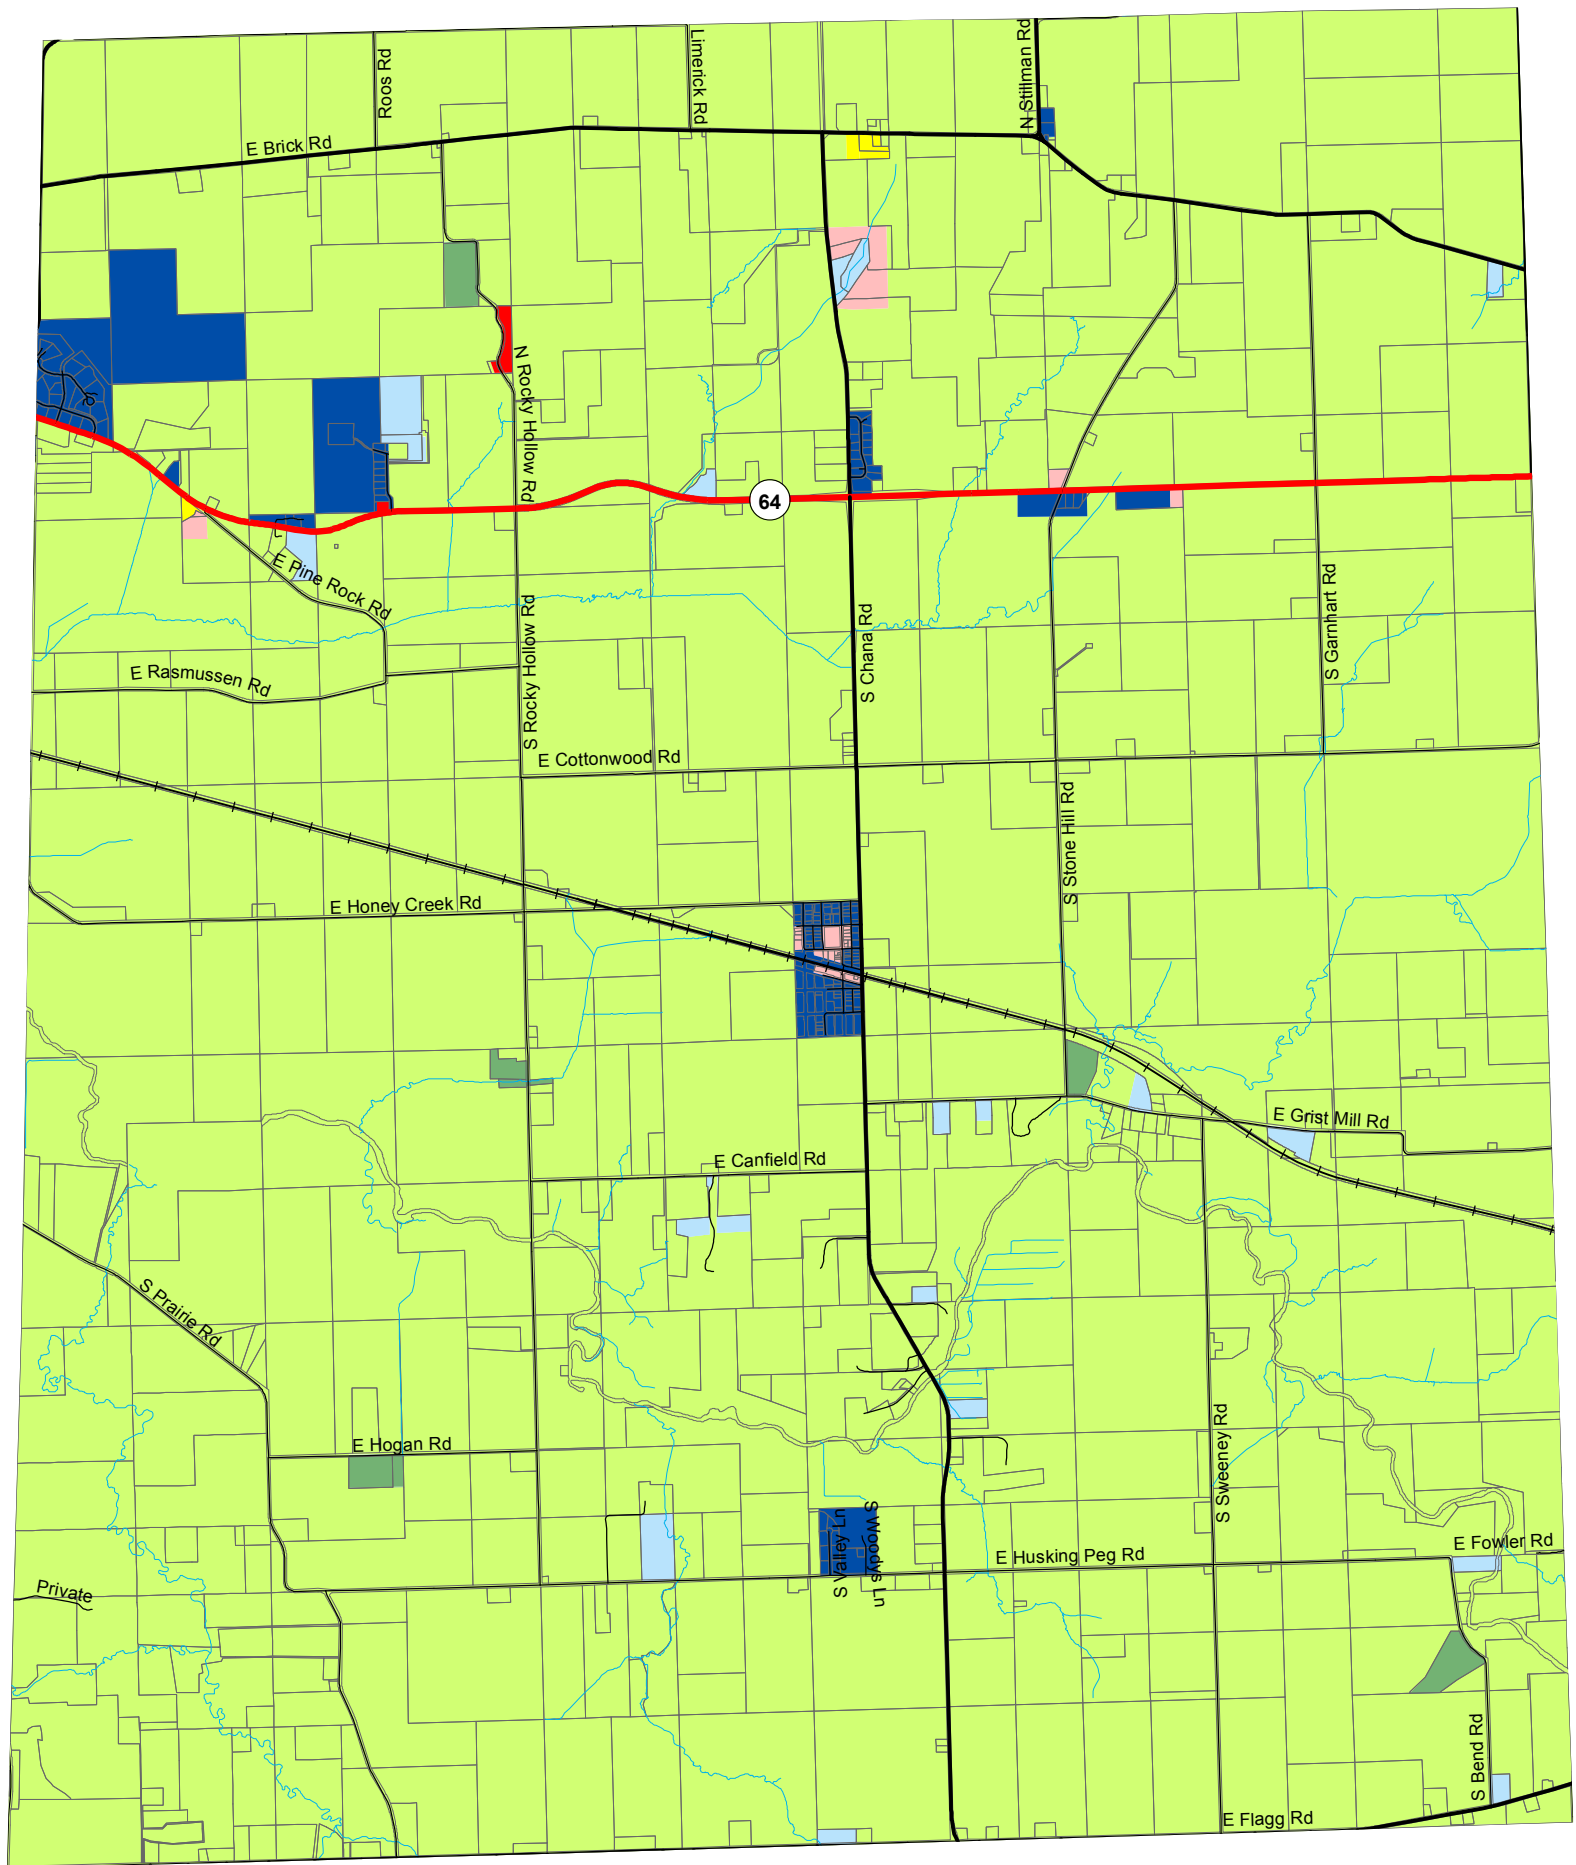 Roos Rd
Limerick Rd
N Stillman Rd
E Brick Rd
N Rocky Hollow Rd
64
E Pine Rock Rd
S Rocky Hollow Rd
S Chana Rd
S Garnhart Rd
E Rasmussen Rd
E Cottonwood Rd
S Stone Hill Rd
E Honey Creek Rd
E Grist Mill Rd
E Canfield Rd
S Prairie Rd
E Hogan Rd
S Sweeney Rd
S Valley Ln
S Woodys Ln
E Husking Peg Rd
E Fowler Rd
Private
S Bend Rd
E Flagg Rd